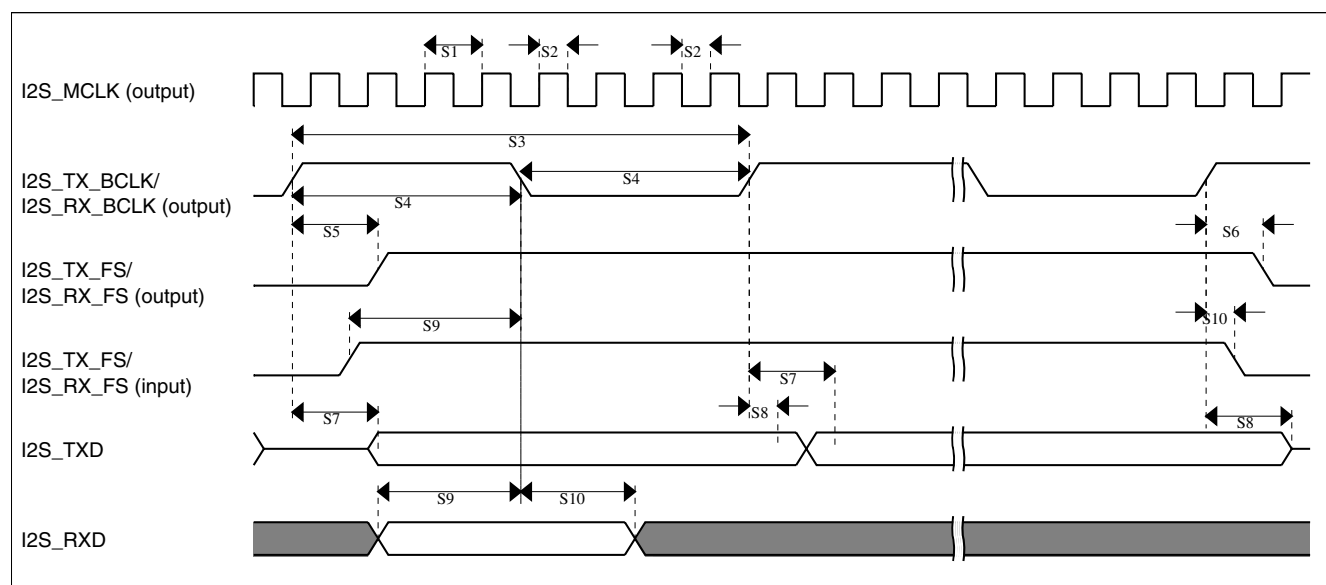 S1 S2 S2
I2S_MCLK (output)
S3
I2S_TX_BCLK/
I2S_RX_BCLK (output)
S4
S4
S5 S6
I2S_TX_FS/
I2S_RX_FS (output)
S9 S10
I2S_TX_FS/
I2S_RX_FS (input)
S7
S7 S8 S8
I2S_TXD
S9 S10
I2S_RXD